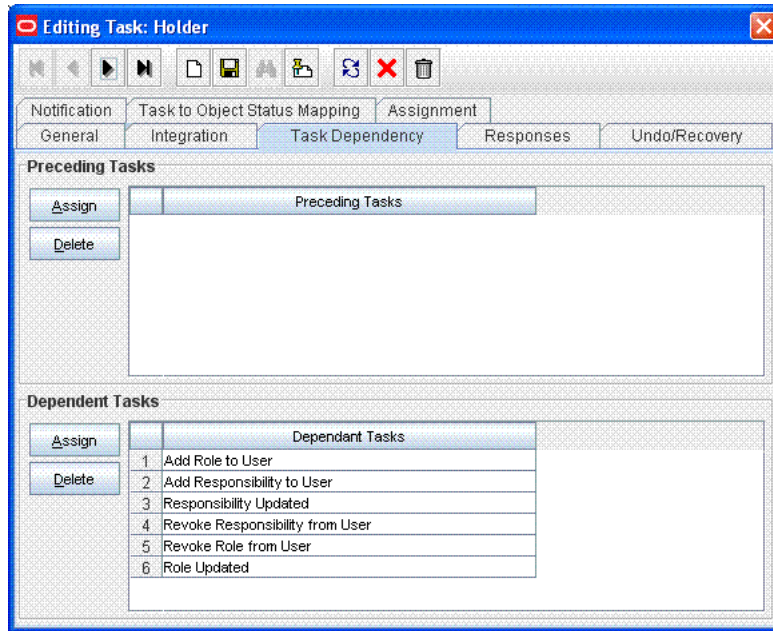 Editing Task: Holder
Notification Task to Object Status Mapping Assignment
General Integration Task Dependency Responses Undo/Recovery
Preceding Tasks
Assign Preceding Tasks
Delete
Dependent Tasks
Assign Dependant Tasks
1 Add Role to User
Delete
2 Add Responsibility to User
3 Responsibility Updated
4 Revoke Responsibility from User
5 Revoke Role from User
6 Role Updated